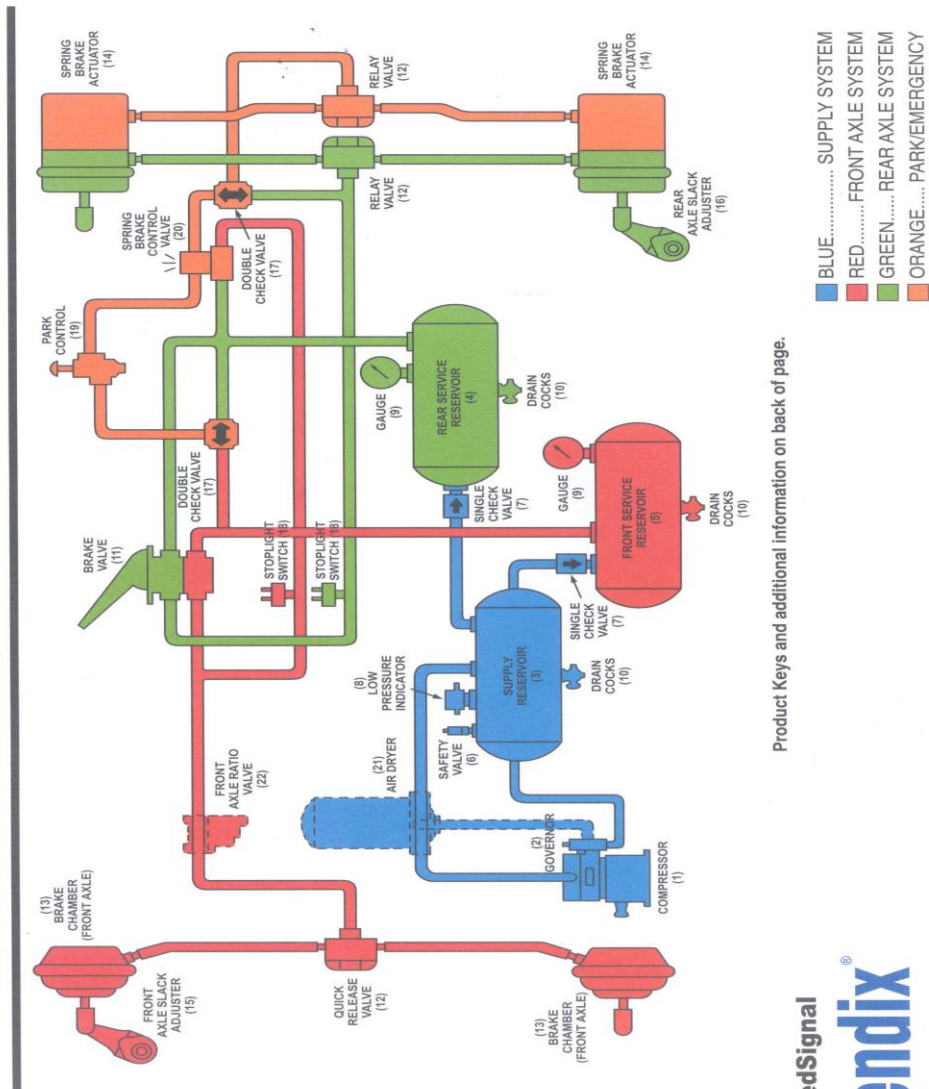 SPRING
BRAKE
ACTUATOR
(14)
RELAY
VALVE
(12)
SPRING
BRAKE
ACTUATOR
(14)
SPRING
BRAKE
CONTROL
VALVE
(20)
DOUBLE
CHECK VALVE
(17)
RELAY
VALVE
(12)
REAR
AXLE SLACK
ADJUSTER
(16)
PARK
CONTROL
(19)
DOUBLE
CHECK VALVE
(17)
GAUGE
(9)
REAR SERVICE
RESERVOIR
(4)
DRAIN
COCKS
(10)
BRAKE
VALVE
(11)
STOPLIGHT
SWITCH (18)
STOPLIGHT
SWITCH (18)
SINGLE
CHECK
VALVE
(7)
GAUGE
(9)
FRONT SERVICE
RESERVOIR
(5)
DRAIN
COCKS
(10)
SINGLE
CHECK
VALVE
(7)
(8)
LOW
PRESSURE
INDICATOR
SUPPLY
RESERVOIR
(3)
DRAIN
COCKS
(10)
SAFETY
VALVE
(6)
FRONT
AXLE RATIO
VALVE
(22)
(21)
AIR DRYER
(2)
GOVERNOR
COMPRESSOR
(1)
(13)
BRAKE
CHAMBER
(FRONT AXLE)
FRONT
AXLE SLACK
ADJUSTER
(15)
QUICK
RELEASE
VALVE
(12)
(13)
BRAKE
CHAMBER
(FRONT AXLE)
Product Keys and additional information on back of page.
BLUE............... SUPPLY SYSTEM
RED.......... FRONT AXLE SYSTEM
GREEN...... REAR AXLE SYSTEM
ORANGE...... PARK/EMERGENCY
edSignal
endix®